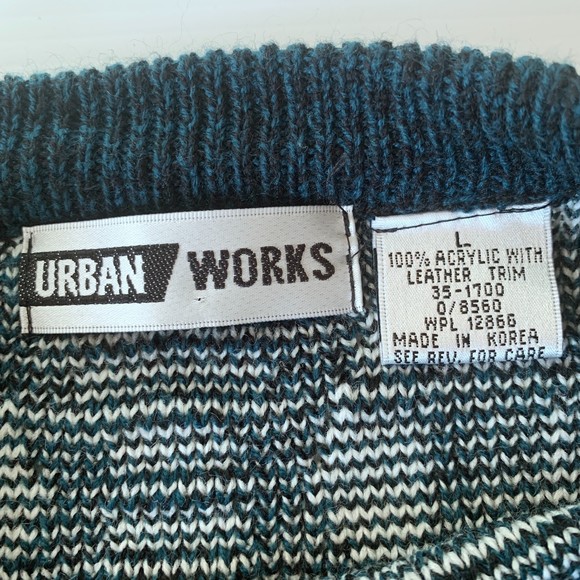 URBAN WORKS
L
100% ACRYLIC WITH
LEATHER TRIM
35-1700
0/8560
WPL 12866
MADE IN KOREA
SEE REV. FOR CARE